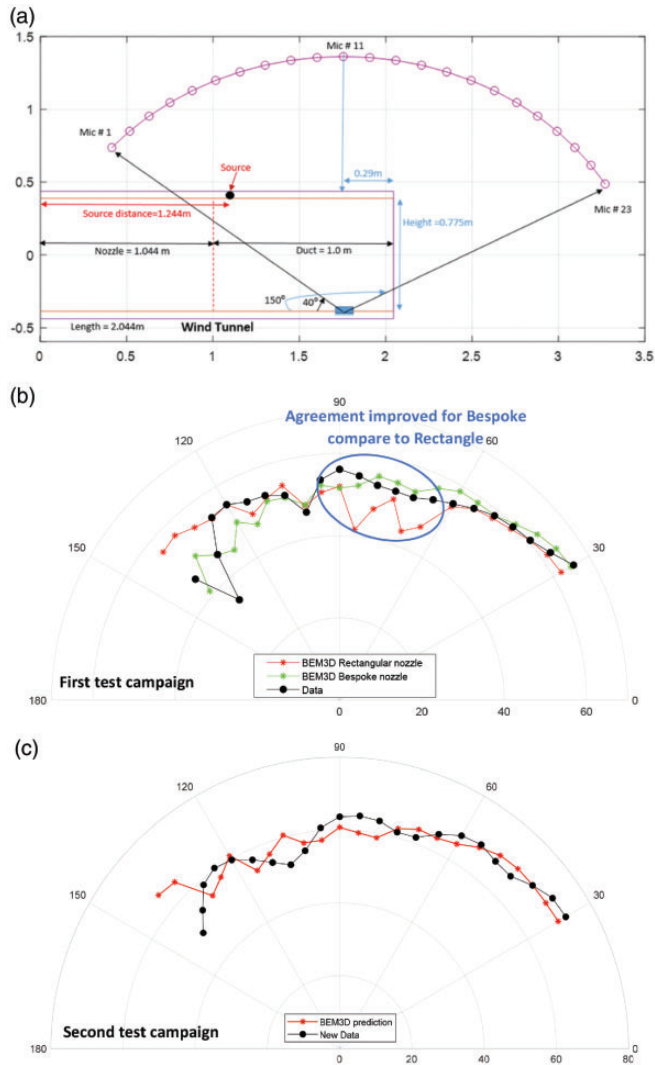 (a)
1.5
1
0.5
0
-0.5
0
0.5
1
1.5
2
2.5
3
3.5
Mic # 11
Mic # 1
Source
0.29m
Source distance=1.244m
Height=0.775m
Mic # 23
Nozzle = 1.044 m
Duct = 1.0 m
150°
40°
Length = 2.044m
Wind Tunnel
(b)
90
Agreement improved for Bespoke
compare to Rectangle
120
60
150
30
BEM3D Rectangular nozzle
BEM3D Bespoke nozzle
Data
First test campaign
180
0
20
40
60
0
(c)
90
120
60
150
30
BEM3D prediction
New Data
Second test campaign
180
0
20
40
60
80
0